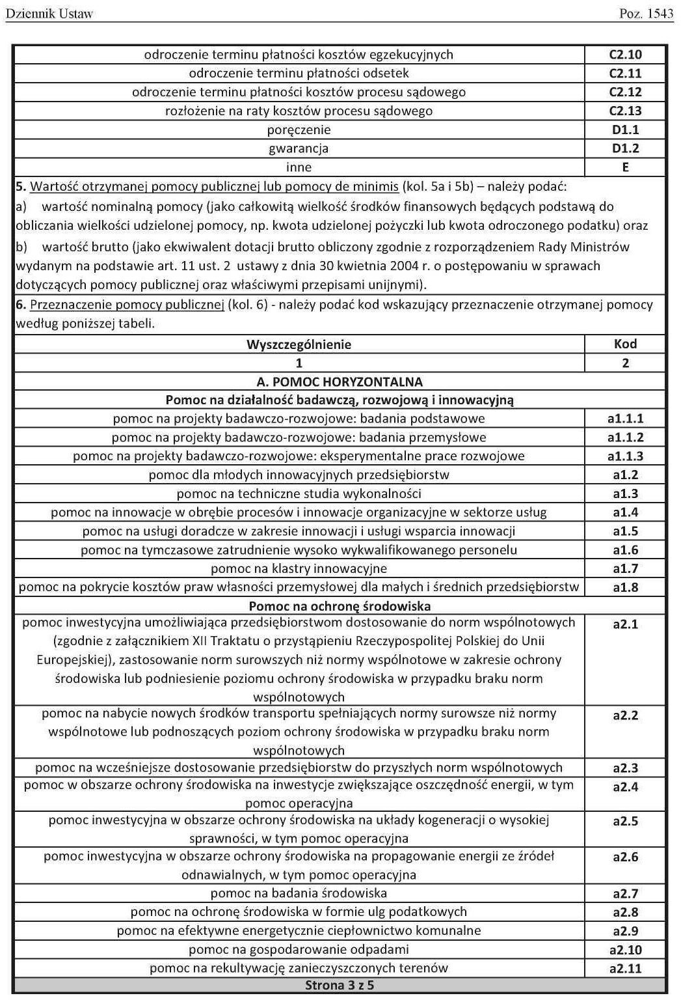 Dziennik Ustaw Poz. 1543
odroczenie terminu płatności kosztów egzekucyjnych C2.10
odroczenie terminu płatności odsetek C2.11
odroczenie terminu płatności kosztów procesu sądowego C2.12
rozłożenie na raty kosztów procesu sądowego C2.13
poręczenie D1.1
gwarancja D1.2
inne E
5. Wartość otrzymanej pomocy publicznej lub pomocy de minimis (kol. 5a i 5b) – należy podać:
a) wartość nominalną pomocy (jako całkowitą wielkość środków finansowych będących podstawą do
obliczania wielkości udzielonej pomocy, np. kwota udzielonej pożyczki lub kwota odroczonego podatku) oraz
b) wartość brutto (jako ekwiwalent dotacji brutto obliczony zgodnie z rozporządzeniem Rady Ministrów
wydanym na podstawie art. 11 ust. 2 ustawy z dnia 30 kwietnia 2004 r. o postępowaniu w sprawach
dotyczących pomocy publicznej oraz właściwymi przepisami unijnymi).
6. Przeznaczenie pomocy publicznej (kol. 6) - należy podać kod wskazujący przeznaczenie otrzymanej pomocy
według poniższej tabeli.
Wyszczególnienie Kod
1 2
A. POMOC HORYZONTALNA
Pomoc na działalność badawczą, rozwojową i innowacyjną
pomoc na projekty badawczo-rozwojowe: badania podstawowe a1.1.1
pomoc na projekty badawczo-rozwojowe: badania przemysłowe a1.1.2
pomoc na projekty badawczo-rozwojowe: eksperymentalne prace rozwojowe a1.1.3
pomoc dla młodych innowacyjnych przedsiębiorstw a1.2
pomoc na techniczne studia wykonalności a1.3
pomoc na innowacje w obrębie procesów i innowacje organizacyjne w sektorze usług a1.4
pomoc na usługi doradcze w zakresie innowacji i usługi wsparcia innowacji a1.5
pomoc na tymczasowe zatrudnienie wysoko wykwalifikowanego personelu a1.6
pomoc na klastry innowacyjne a1.7
pomoc na pokrycie kosztów praw własności przemysłowej dla małych i średnich przedsiębiorstw a1.8
Pomoc na ochronę środowiska
pomoc inwestycyjna umożliwiająca przedsiębiorstwom dostosowanie do norm wspólnotowych a2.1
(zgodnie z załącznikiem XII Traktatu o przystąpieniu Rzeczypospolitej Polskiej do Unii
Europejskiej), zastosowanie norm surowszych niż normy wspólnotowe w zakresie ochrony
środowiska lub podniesienie poziomu ochrony środowiska w przypadku braku norm
wspólnotowych
pomoc na nabycie nowych środków transportu spełniających normy surowsze niż normy a2.2
wspólnotowe lub podnoszących poziom ochrony środowiska w przypadku braku norm
wspólnotowych
pomoc na wcześniejsze dostosowanie przedsiębiorstw do przyszłych norm wspólnotowych a2.3
pomoc w obszarze ochrony środowiska na inwestycje zwiększające oszczędność energii, w tym a2.4
pomoc operacyjna
pomoc inwestycyjna w obszarze ochrony środowiska na układy kogeneracji o wysokiej a2.5
sprawności, w tym pomoc operacyjna
pomoc inwestycyjna w obszarze ochrony środowiska na propagowanie energii ze źródeł a2.6
odnawialnych, w tym pomoc operacyjna
pomoc na badania środowiska a2.7
pomoc na ochronę środowiska w formie ulg podatkowych a2.8
pomoc na efektywne energetycznie ciepłownictwo komunalne a2.9
pomoc na gospodarowanie odpadami a2.10
pomoc na rekultywację zanieczyszczonych terenów a2.11
Strona 3 z 5